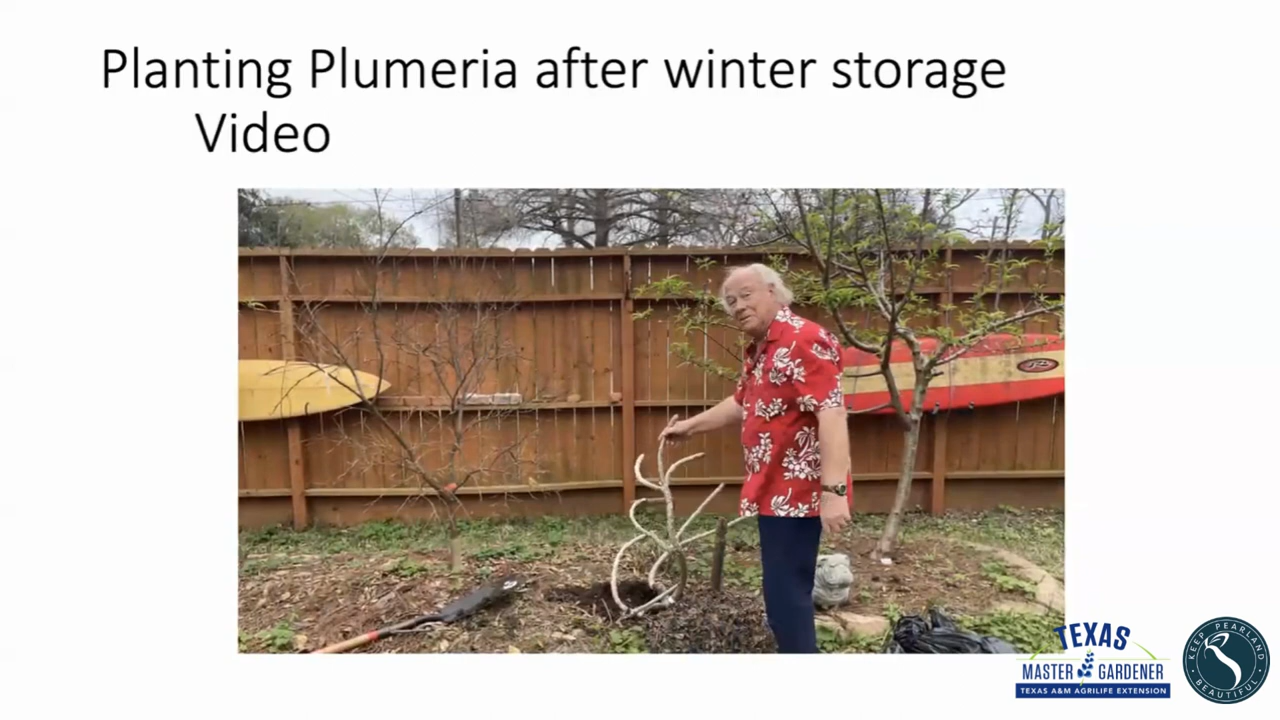 Planting Plumeria after winter storage
Video
TEXAS
MASTER GARDENER
TEXAS A&M AGRILIFE EXTENSION
KEEP PEARLAND
BEAUTIFUL